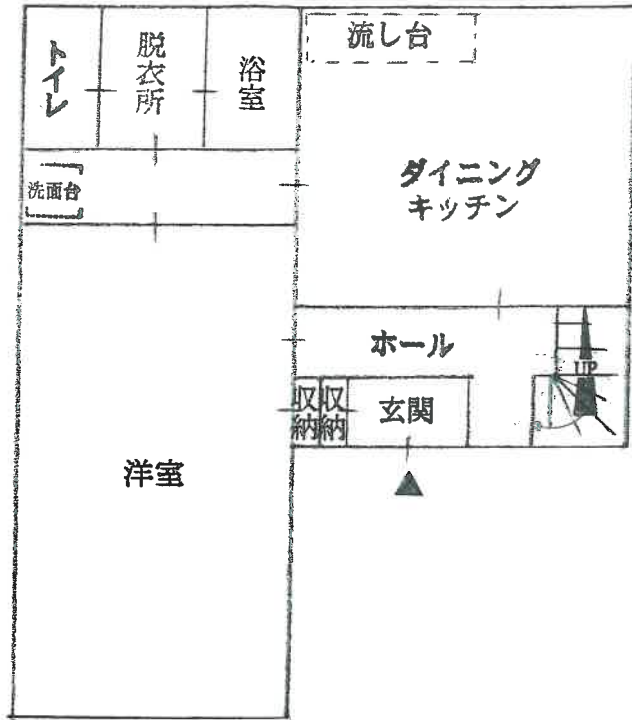 トイレ
脱衣所
浴室
流し台
洗面台
ダイニング
キッチン
ホール
UP
収納
収納
玄関
洋室